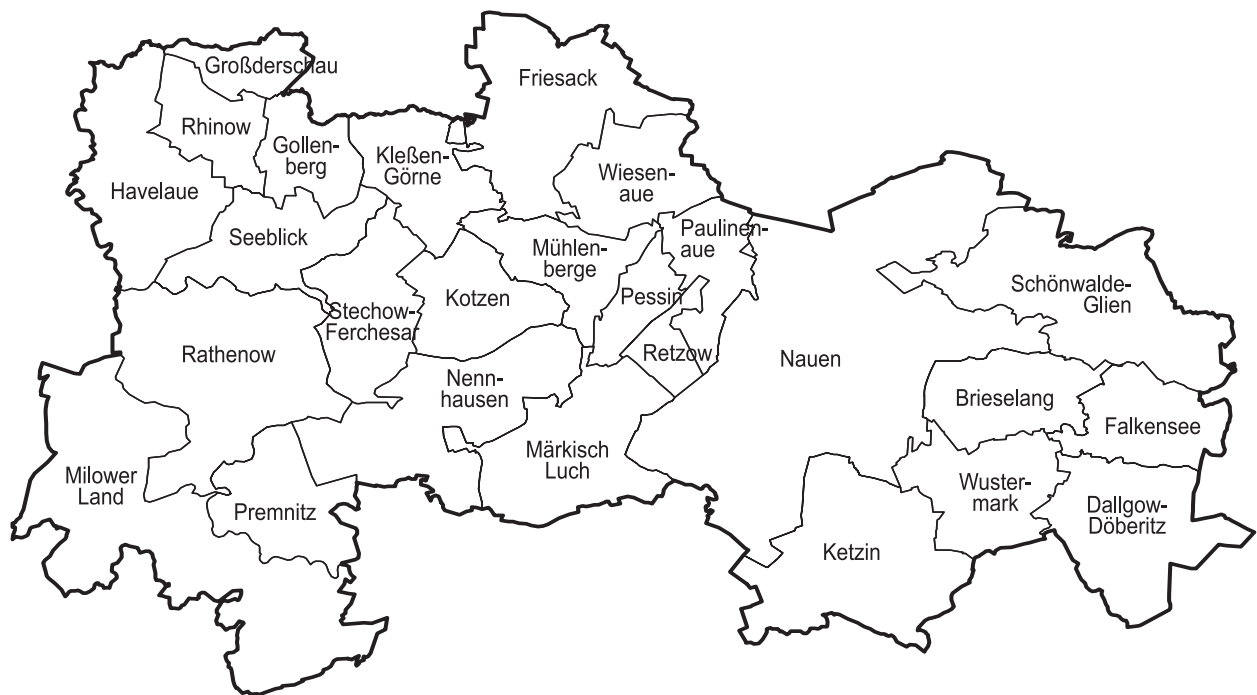 Großderschau
Friesack
Rhinow
Gollen-
berg
Kleßen-
Görne
Wiesen-
aue
Havelaue
Seeblick
Mühlen-
berge
Paulinen-
aue
Schönwalde-
Glien
Kotzen
Pessin
Stechow-
Ferchesar
Rathenow
Retzow
Nauen
Nenn-
hausen
Brieselang
Falkensee
Märkisch
Luch
Milower
Land
Premnitz
Wuster-
mark
Dallgow-
Döberitz
Ketzin